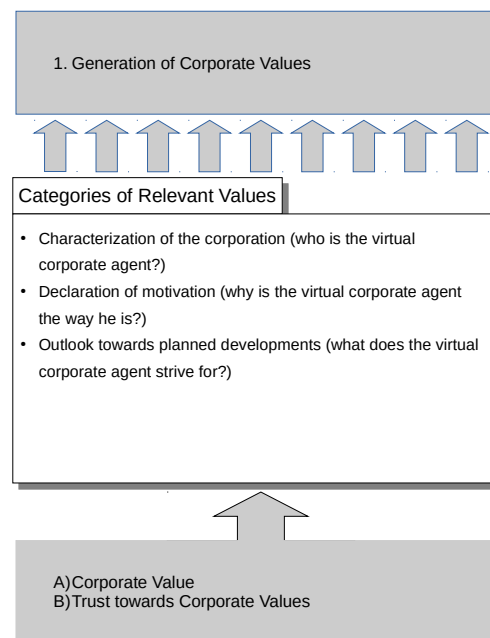 1. Generation of Corporate Values
Categories of Relevant Values
• Characterization of the corporation (who is the virtual
corporate agent?)
• Declaration of motivation (why is the virtual corporate agent
the way he is?)
• Outlook towards planned developments (what does the virtual
corporate agent strive for?)
A)Corporate Value
B)Trust towards Corporate Values